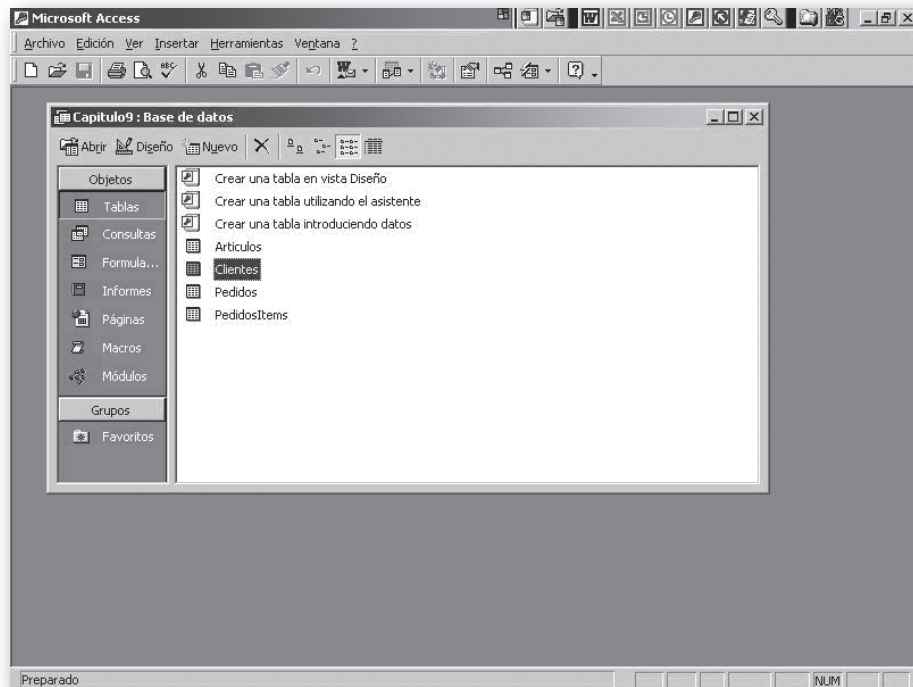 Microsoft Access
Archivo Edición Ver Insertar Herramientas Ventana ?
ABC
Capitulo9 : Base de datos
Abrir Diseño Nuevo
Objetos
Tablas
Consultas
Formula...
Informes
Páginas
Macros
Módulos
Grupos
Favoritos
Crear una tabla en vista Diseño
Crear una tabla utilizando el asistente
Crear una tabla introduciendo datos
Articulos
Clientes
Pedidos
PedidosItems
Preparado
NUM